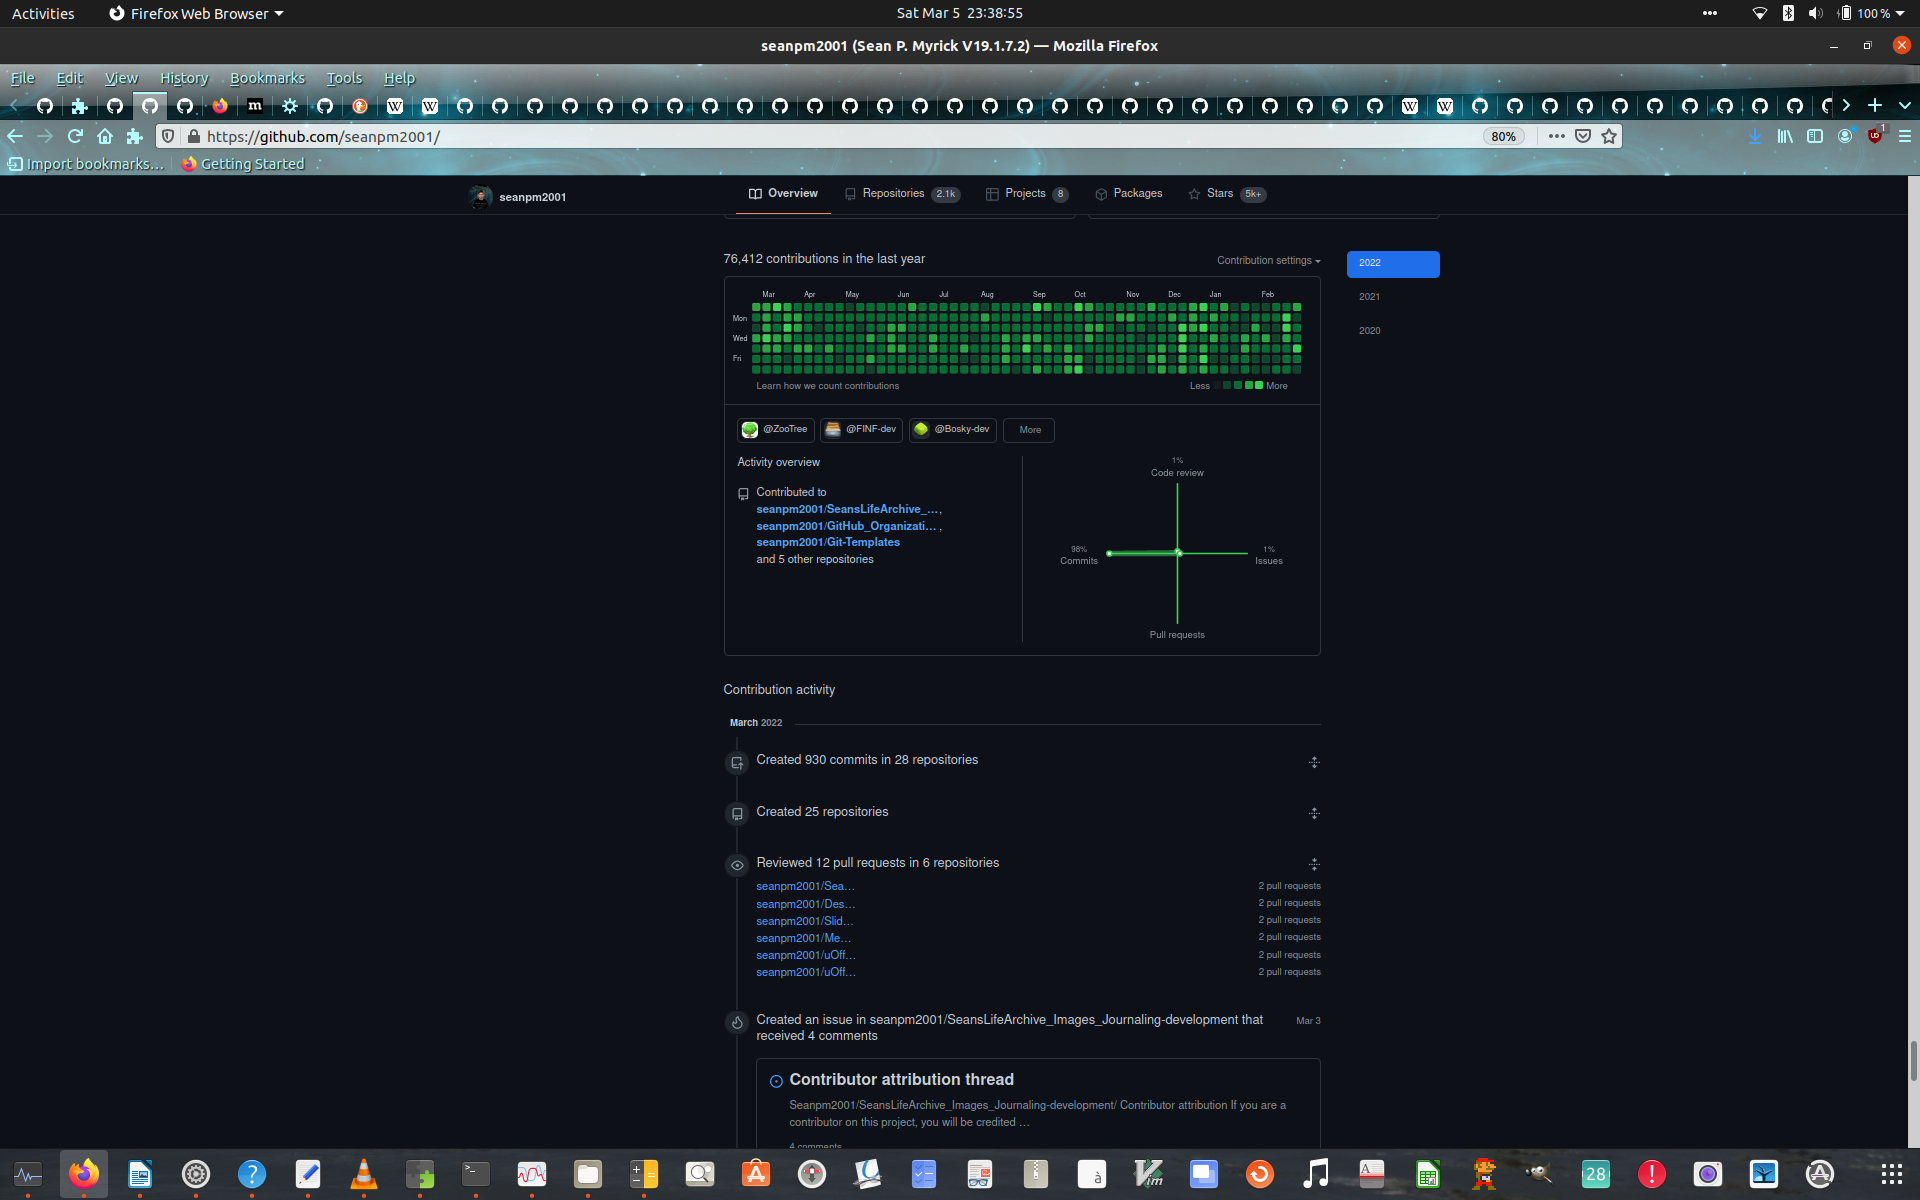 Activities
Firefox Web Browser
Sat Mar 5 23:38:55
100 %
seanpm2001 (Sean P. Myrick V19.1.7.2) — Mozilla Firefox
File Edit View History Bookmarks Tools Help
https://github.com/seanpm2001/
80%
1
Import bookmarks…
Getting Started
seanpm2001
Overview
Repositories 2.1k
Projects 8
Packages
Stars 5k+
76,412 contributions in the last year
Contribution settings
2022
2021
2020
Mar Apr May Jun Jul Aug Sep Oct Nov Dec Jan Feb
Mon
Wed
Fri
Learn how we count contributions
Less More
@ZooTree
@FINF-dev
@Bosky-dev
More
Activity overview
Contributed to
seanpm2001/SeansLifeArchive_…,
seanpm2001/GitHub_Organizati… ,
seanpm2001/Git-Templates
and 5 other repositories
1%
Code review
98%
Commits
1%
Issues
Pull requests
Contribution activity
March 2022
Created 930 commits in 28 repositories
Created 25 repositories
Reviewed 12 pull requests in 6 repositories
seanpm2001/Sea… 2 pull requests
seanpm2001/Des… 2 pull requests
seanpm2001/Slid… 2 pull requests
seanpm2001/Me… 2 pull requests
seanpm2001/uOff… 2 pull requests
seanpm2001/uOff… 2 pull requests
Created an issue in seanpm2001/SeansLifeArchive_Images_Journaling-development that
received 4 comments
Mar 3
Contributor attribution thread
Seanpm2001/SeansLifeArchive_Images_Journaling-development/ Contributor attribution If you are a
contributor on this project, you will be credited …
4 comments
28